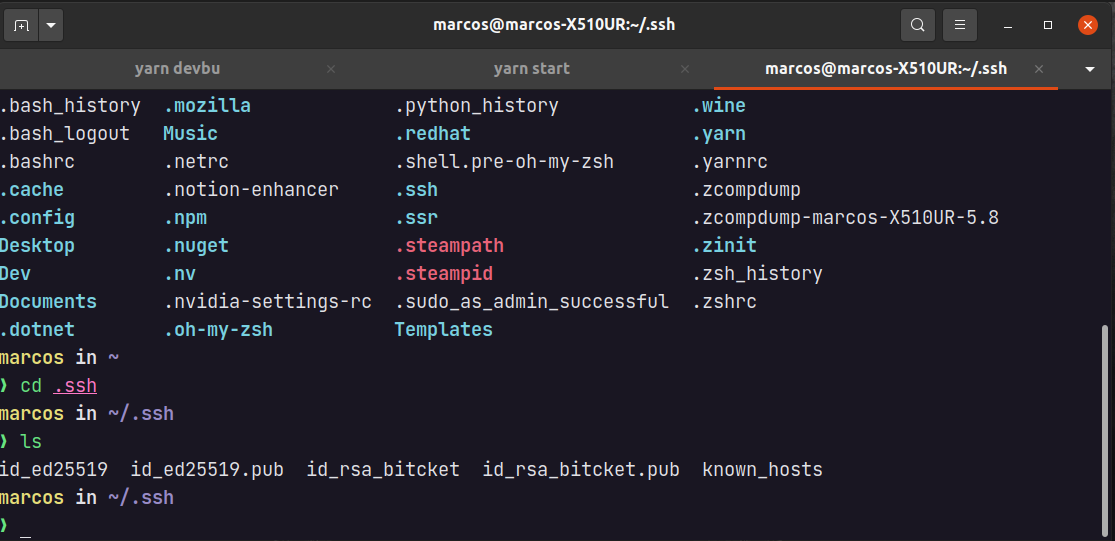 marcos@marcos-X510UR:~/.ssh
yarn devbu × yarn start × marcos@marcos-X510UR:~/.ssh ×
.bash_history .mozilla .python_history .wine
.bash_logout Music .redhat .yarn
.bashrc .netrc .shell.pre-oh-my-zsh .yarnrc
.cache .notion-enhancer .ssh .zcompdump
.config .npm .ssr .zcompdump-marcos-X510UR-5.8
Desktop .nuget .steampath .zinit
Dev .nv .steampid .zsh_history
Documents .nvidia-settings-rc .sudo_as_admin_successful .zshrc
.dotnet .oh-my-zsh Templates
marcos in ~
❯ cd .ssh
marcos in ~/.ssh
❯ ls
id_ed25519 id_ed25519.pub id_rsa_bitcket id_rsa_bitcket.pub known_hosts
marcos in ~/.ssh
❯ _